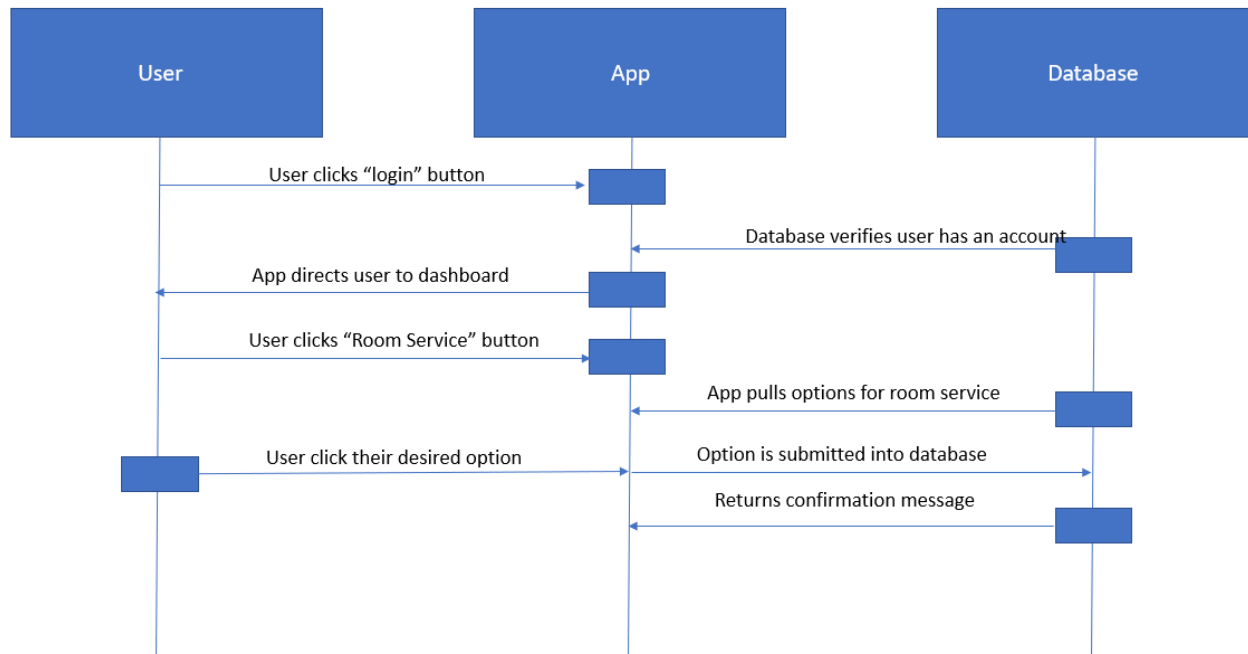 User
App
Database
User clicks “login” button
Database verifies user has an account
App directs user to dashboard
User clicks “Room Service” button
App pulls options for room service
User click their desired option
Option is submitted into database
Returns confirmation message